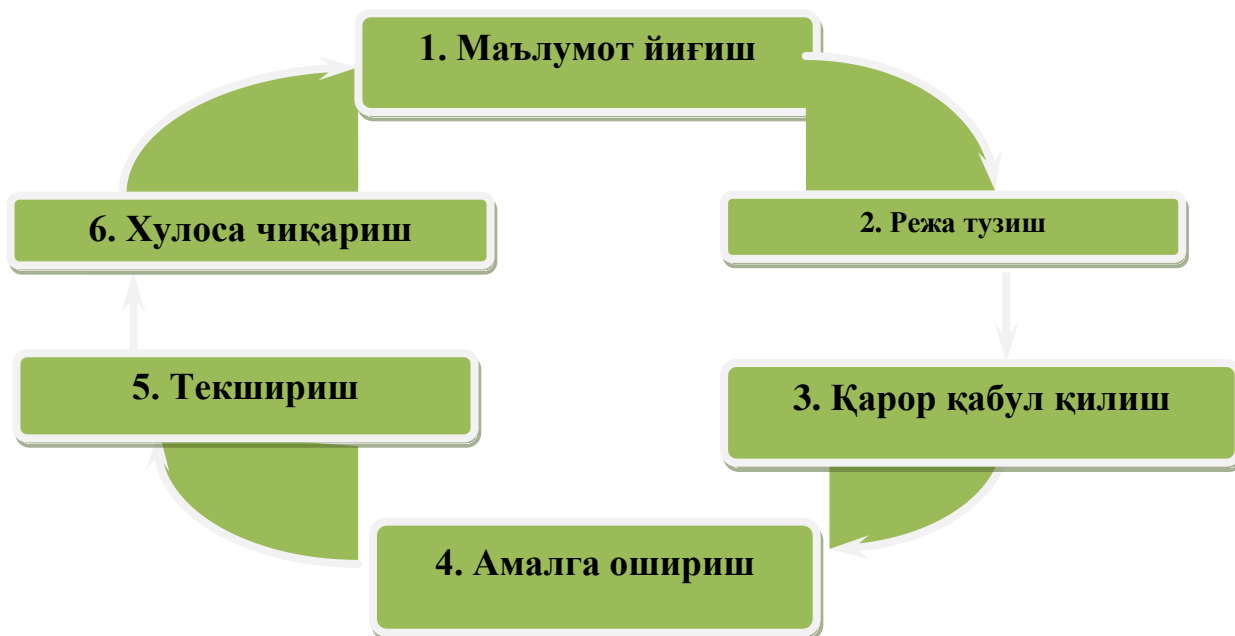 1. Маълумот йиғиш
2. Режа тузиш
3. Қарор қабул қилиш
4. Амалга ошириш
5. Текшириш
6. Хулоса чиқариш